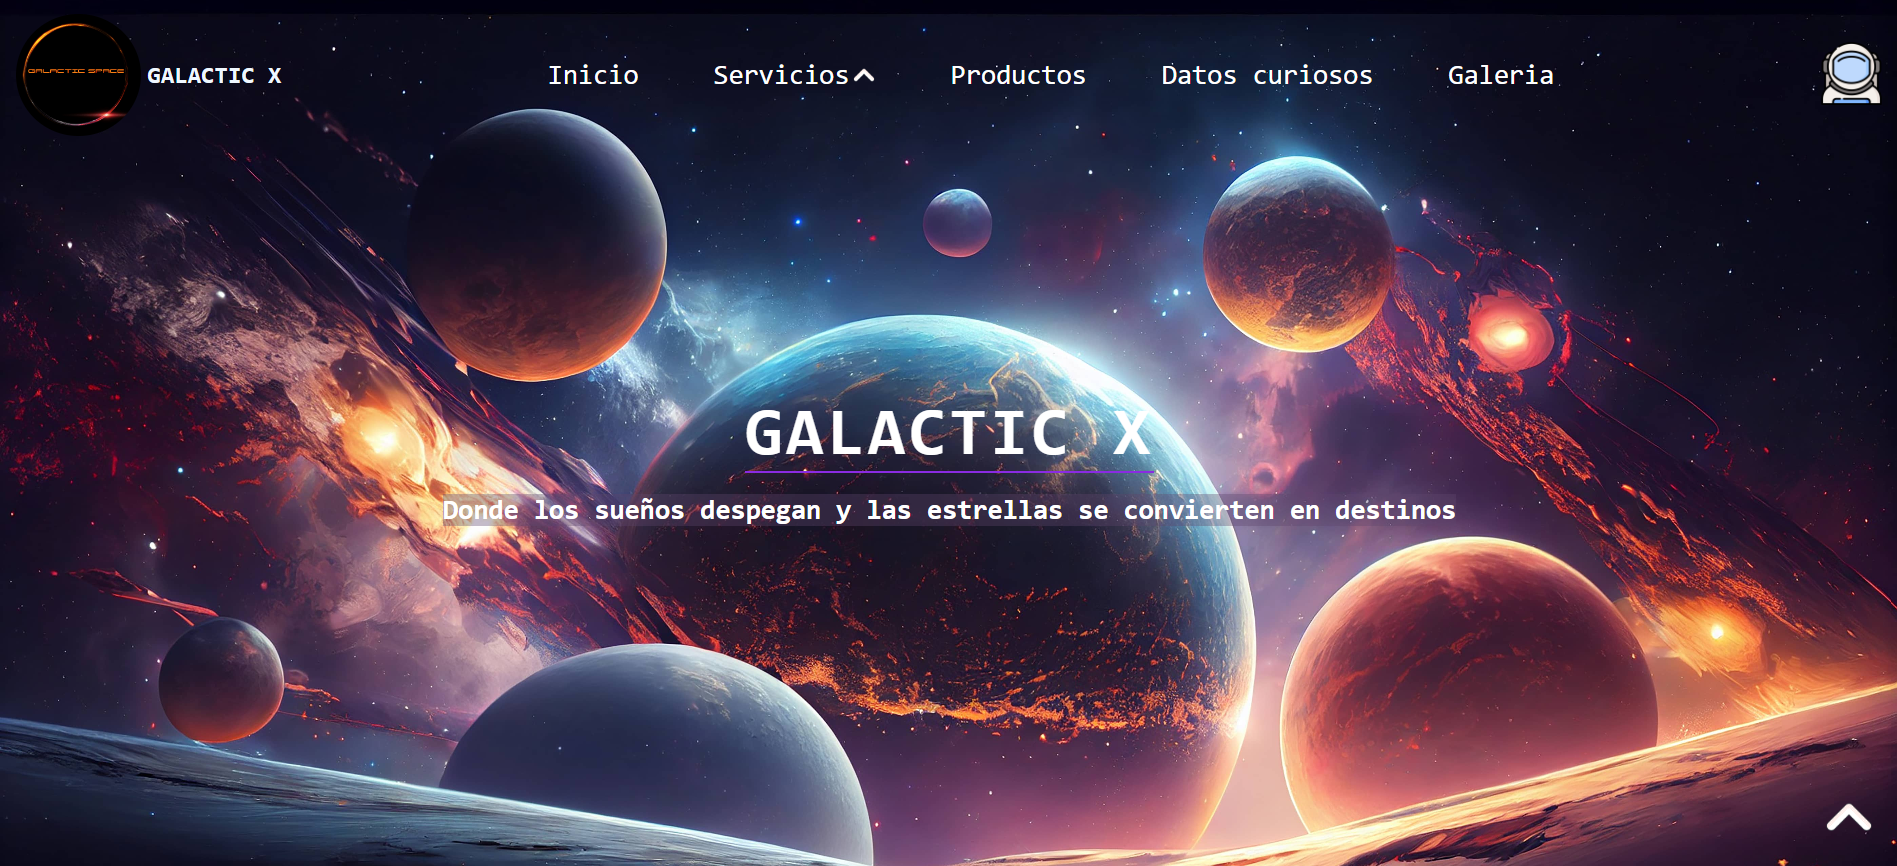 GALACTIC SPACE
GALACTIC X
Inicio
Servicios
Productos
Datos curiosos
Galeria
GALACTIC X
Donde los sueños despegan y las estrellas se convierten en destinos